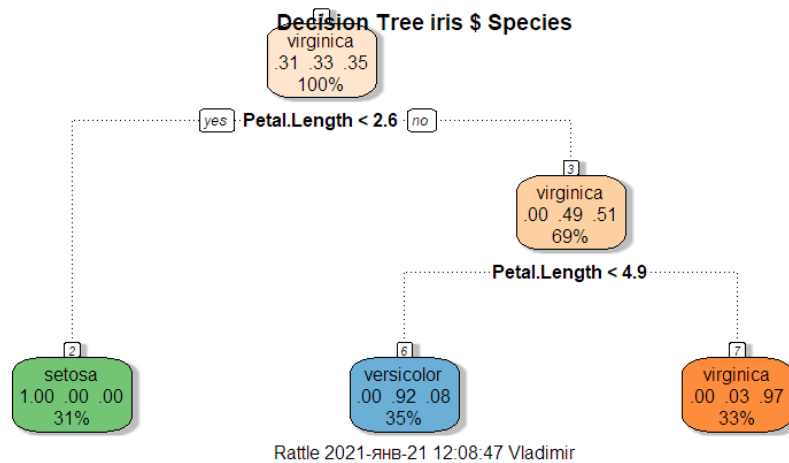 Decision Tree iris $ Species
1
virginica
.31 .33 .35
100%
yes Petal.Length < 2.6 no
3
virginica
.00 .49 .51
69%
Petal.Length < 4.9
2
setosa
1.00 .00 .00
31%
6
versicolor
.00 .92 .08
35%
7
virginica
.00 .03 .97
33%
Rattle 2021-янв-21 12:08:47 Vladimir